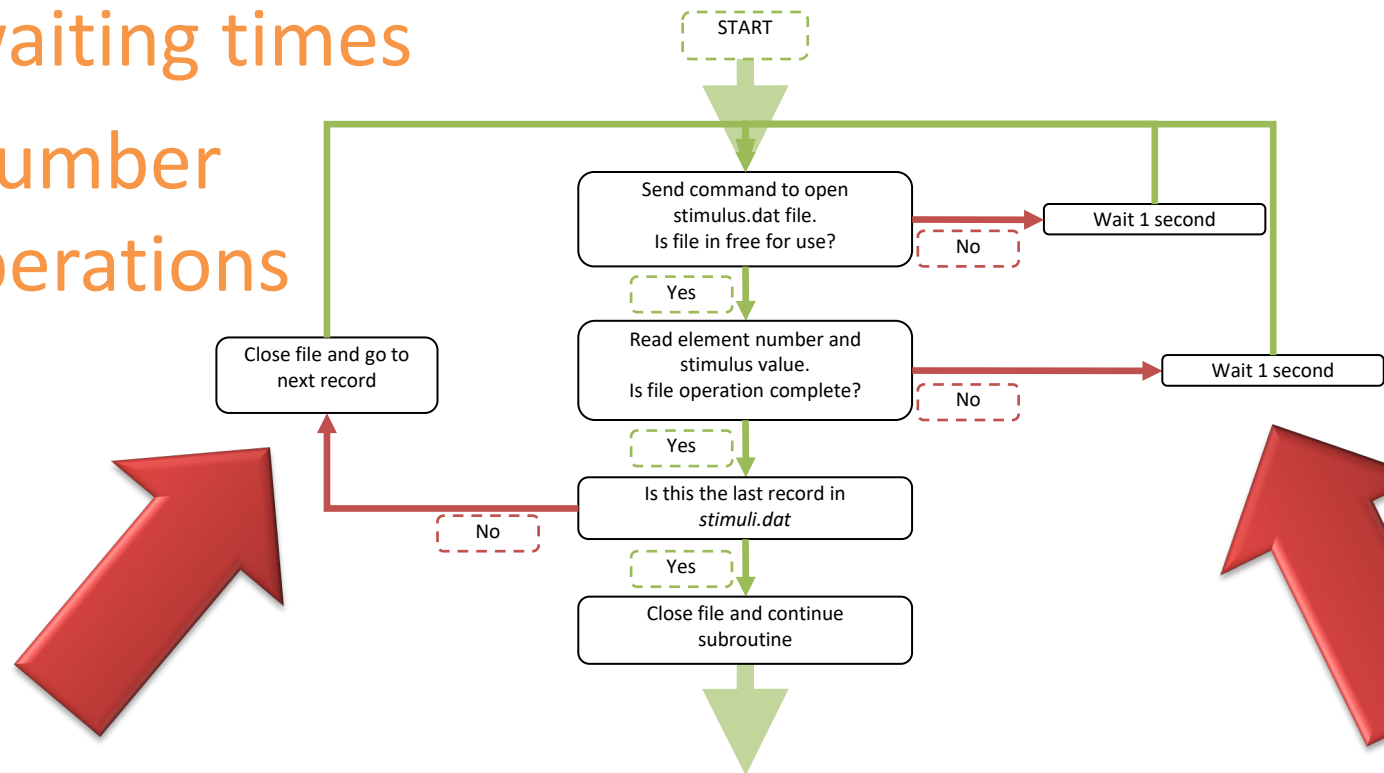 aiting times
umber
perations
START
Send command to open
stimulus.dat file.
Is file in free for use?
No
Wait 1 second
Yes
Read element number and
stimulus value.
Is file operation complete?
No
Wait 1 second
Close file and go to
next record
Yes
Is this the last record in
stimuli.dat
No
Yes
Close file and continue
subroutine